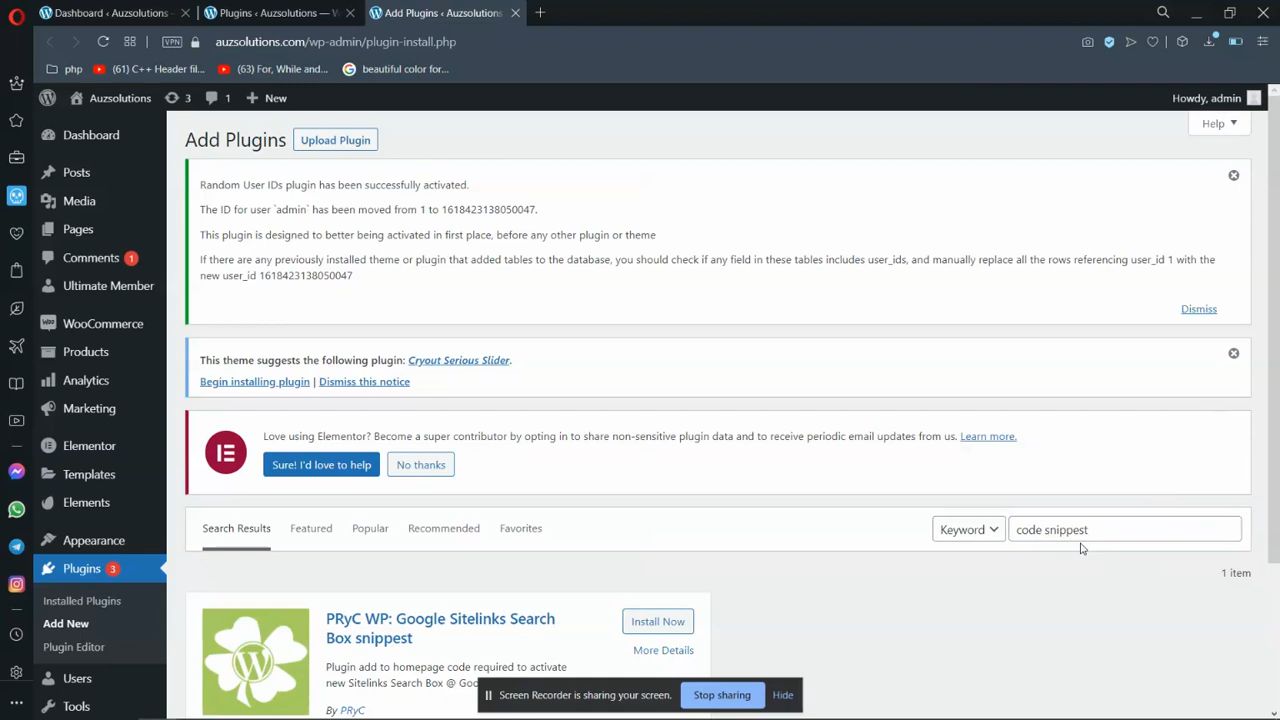 Dashboard ‹ Auzsolutions -
Plugins ‹ Auzsolutions — W
Add Plugins ‹ Auzsolutions
VPN
auzsolutions.com/wp-admin/plugin-install.php
php
(61) C++ Header fil...
(63) For, While and...
beautiful color for...
Auzsolutions
3
1
New
Howdy, admin
Dashboard
Posts
Media
Pages
Comments 1
Ultimate Member
WooCommerce
Products
Analytics
Marketing
Elementor
Templates
Elements
Appearance
Plugins 3
Installed Plugins
Add New
Plugin Editor
Users
Tools
Help
Add Plugins
Upload Plugin
Random User IDs plugin has been successfully activated.
The ID for user `admin` has been moved from 1 to 1618423138050047.
This plugin is designed to better being activated in first place, before any other plugin or theme
If there are any previously installed theme or plugin that added tables to the database, you should check if any field in these tables includes user_ids, and manually replace all the rows referencing user_id 1 with the
new user_id 1618423138050047
Dismiss
This theme suggests the following plugin: Cryout Serious Slider.
Begin installing plugin | Dismiss this notice
Love using Elementor? Become a super contributor by opting in to share non-sensitive plugin data and to receive periodic email updates from us. Learn more.
Sure! I'd love to help
No thanks
Search Results
Featured
Popular
Recommended
Favorites
Keyword
code snippest
1 item
PRyC WP: Google Sitelinks Search
Box snippest
Install Now
More Details
Plugin add to homepage code required to activate
new Sitelinks Search Box @ Goo
By PRyC
Screen Recorder is sharing your screen.
Stop sharing
Hide